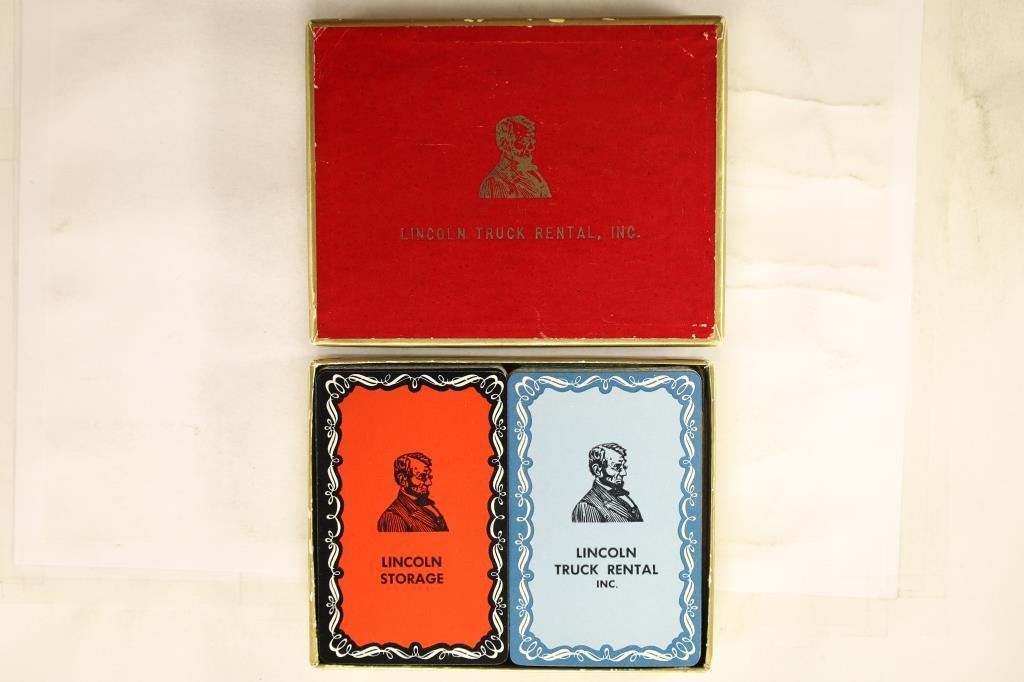 LINCOLN TRUCK RENTAL, INC.
LINCOLN
STORAGE
LINCOLN
TRUCK RENTAL
INC.